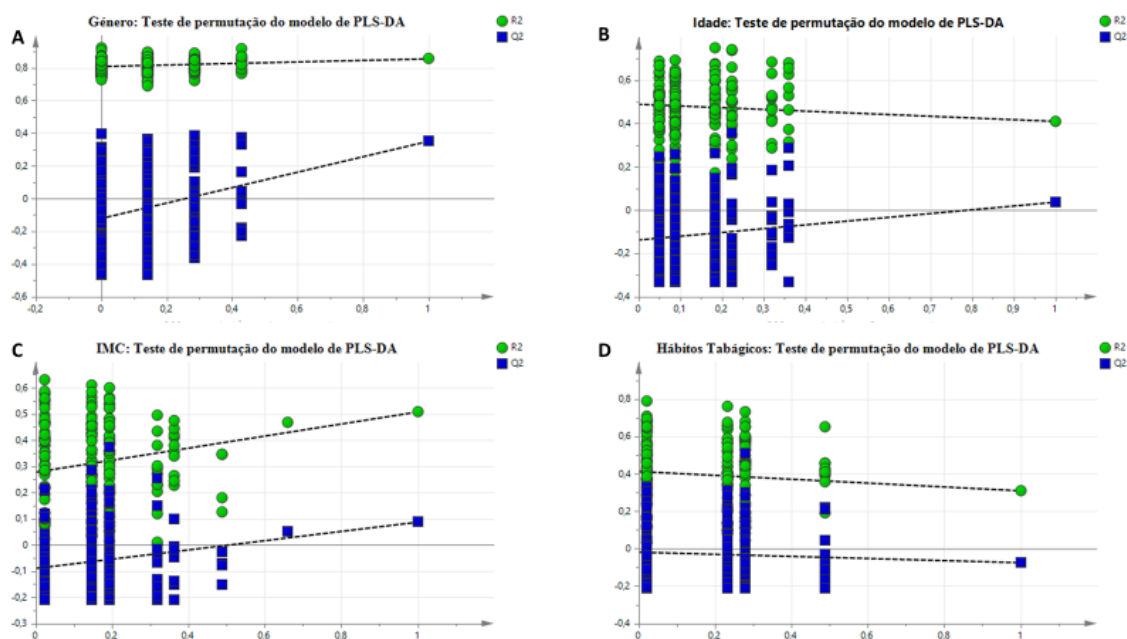 A
Género: Teste de permutação do modelo de PLS-DA
R2
Q2
0,8
0,6
0,4
0,2
0
-0,2
-0,4
-0,6
-0,2 0 0,2 0,4 0,6 0,8 1
B
Idade: Teste de permutação do modelo de PLS-DA
R2
Q2
0,6
0,4
0,2
0
-0,2
-0,4
0 0,1 0,2 0,3 0,4 0,5 0,6 0,7 0,8 0,9 1
C
IMC: Teste de permutação do modelo de PLS-DA
R2
Q2
0,6
0,5
0,4
0,3
0,2
0,1
0
-0,1
-0,2
-0,3
0 0,2 0,4 0,6 0,8 1
D
Hábitos Tabágicos: Teste de permutação do modelo de PLS-DA
R2
Q2
0,8
0,6
0,4
0,2
0
-0,2
-0,4
0 0,2 0,4 0,6 0,8 1